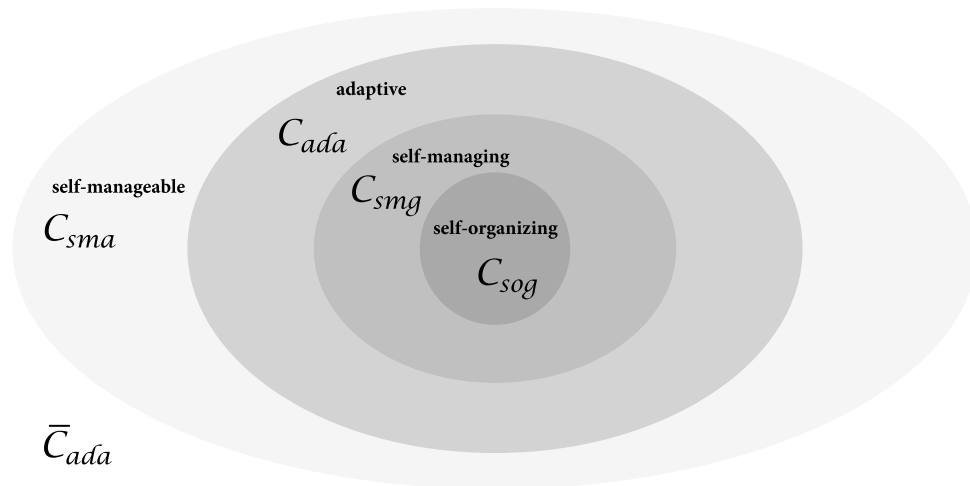 adaptive
C_ada
self-managing
self-manageable
C_smg
C_sma
self-organizing
C_sog
C̅_ada